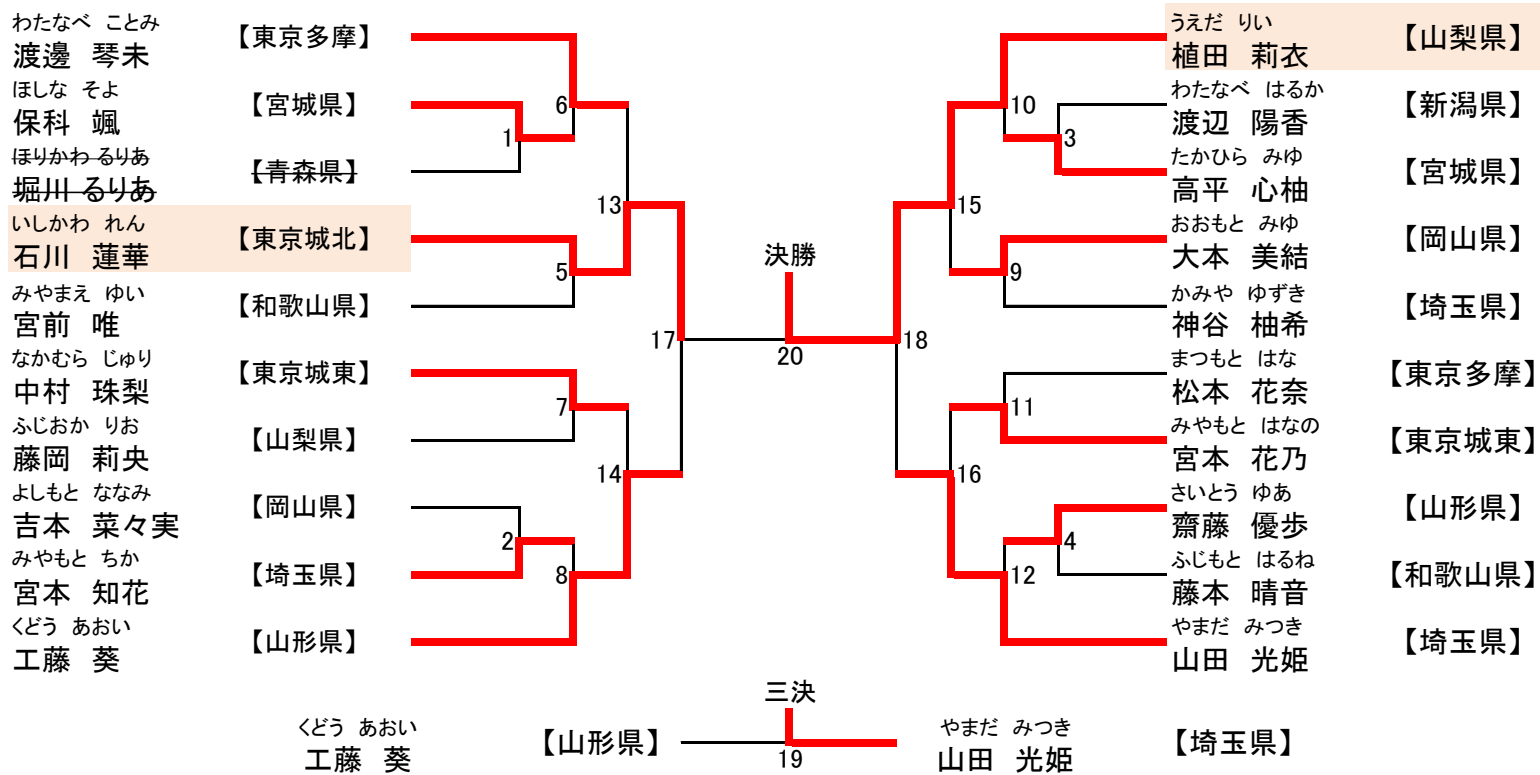 わたなべ ことみ
渡邊 琴未 【東京多摩】
ほしな そよ
保科 颯 【宮城県】
ほりかわ るりあ
堀川 るりあ 【青森県】
いしかわ れん
石川 蓮華 【東京城北】
みやまえ ゆい
宮前 唯 【和歌山県】
なかむら じゅり
中村 珠梨 【東京城東】
ふじおか りお
藤岡 莉央 【山梨県】
よしもと ななみ
吉本 菜々実 【岡山県】
みやもと ちか
宮本 知花 【埼玉県】
くどう あおい
工藤 葵 【山形県】
6
1
13
5
17
7
14
2
8
決勝
20
10
3
15
9
18
11
16
4
12
うえだ りい
植田 莉衣 【山梨県】
わたなべ はるか
渡辺 陽香 【新潟県】
たかひら みゆ
高平 心柚 【宮城県】
おおもと みゆ
大本 美結 【岡山県】
かみや ゆずき
神谷 柚希 【埼玉県】
まつもと はな
松本 花奈 【東京多摩】
みやもと はなの
宮本 花乃 【東京城東】
さいとう ゆあ
齋藤 優歩 【山形県】
ふじもと はるね
藤本 晴音 【和歌山県】
やまだ みつき
山田 光姫 【埼玉県】
三決
くどう あおい
工藤 葵 【山形県】
19
やまだ みつき
山田 光姫 【埼玉県】